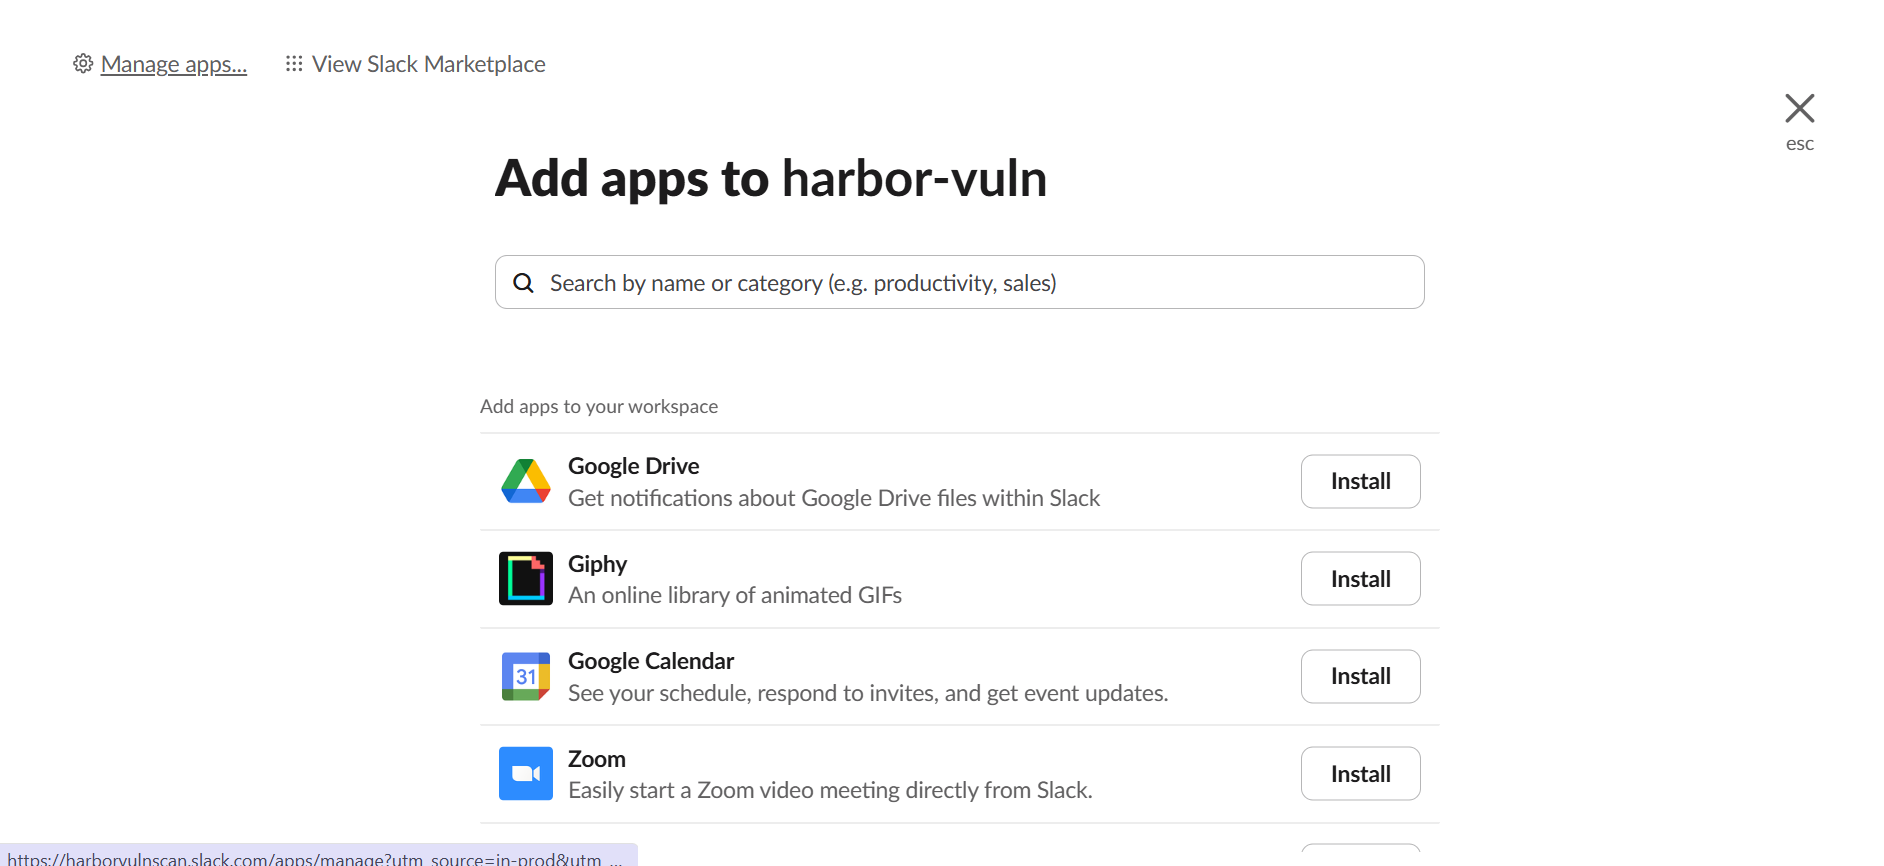 Manage apps... View Slack Marketplace
esc
Add apps to harbor-vuln
Search by name or category (e.g. productivity, sales)
Add apps to your workspace
Google Drive
Get notifications about Google Drive files within Slack
Install
Giphy
An online library of animated GIFs
Install
31
Google Calendar
See your schedule, respond to invites, and get event updates.
Install
Zoom
Easily start a Zoom video meeting directly from Slack.
Install
https://harborvulnscan.slack.com/apps/manage?utm_source=in-prod&utm_...